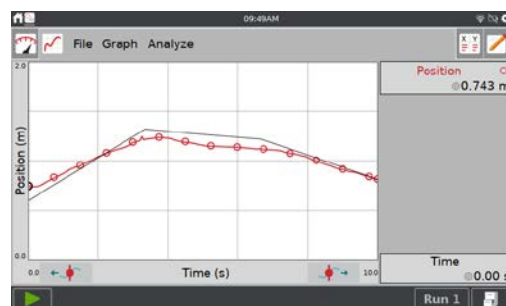 09:49AM
File Graph Analyze
X Y
2.0
Position (m)
0.0
0.0
Time (s)
10.0
Position
0.743 m
Time
0.00 s
Run 1